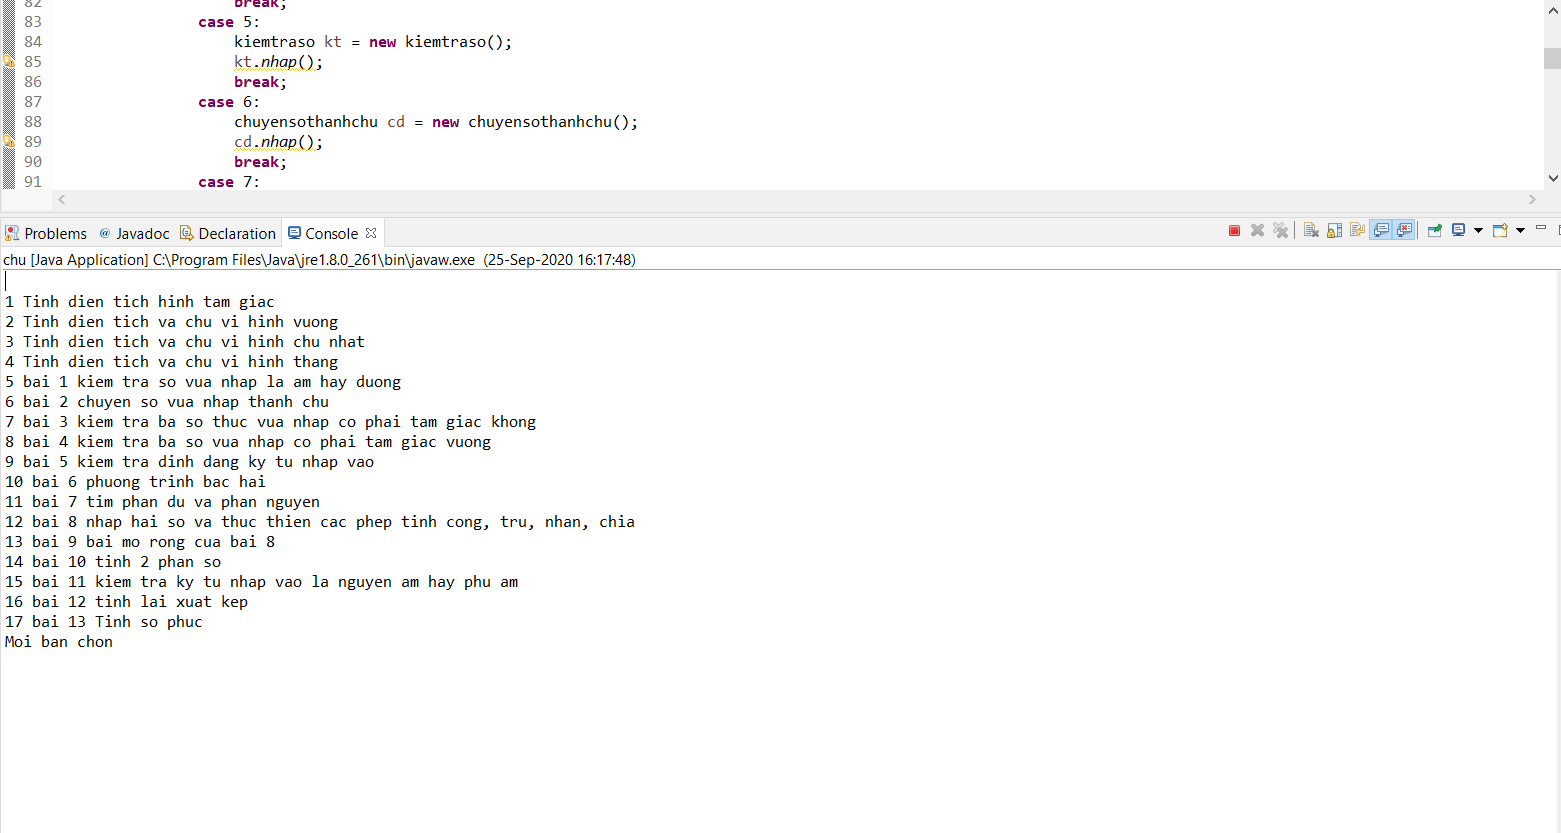 82 break;
83 case 5:
84 kiemtraso kt = new kiemtraso();
85 kt.nhap();
86 break;
87 case 6:
88 chuyensothanhchu cd = new chuyensothanhchu();
89 cd.nhap();
90 break;
91 case 7:
Problems @ Javadoc Declaration Console
chu [Java Application] C:\Program Files\Java\jre1.8.0_261\bin\javaw.exe (25-Sep-2020 16:17:48)
1 Tinh dien tich hinh tam giac
2 Tinh dien tich va chu vi hinh vuong
3 Tinh dien tich va chu vi hinh chu nhat
4 Tinh dien tich va chu vi hinh thang
5 bai 1 kiem tra so vua nhap la am hay duong
6 bai 2 chuyen so vua nhap thanh chu
7 bai 3 kiem tra ba so thuc vua nhap co phai tam giac khong
8 bai 4 kiem tra ba so vua nhap co phai tam giac vuong
9 bai 5 kiem tra dinh dang ky tu nhap vao
10 bai 6 phuong trinh bac hai
11 bai 7 tim phan du va phan nguyen
12 bai 8 nhap hai so va thuc thien cac phep tinh cong, tru, nhan, chia
13 bai 9 bai mo rong cua bai 8
14 bai 10 tinh 2 phan so
15 bai 11 kiem tra ky tu nhap vao la nguyen am hay phu am
16 bai 12 tinh lai xuat kep
17 bai 13 Tinh so phuc
Moi ban chon